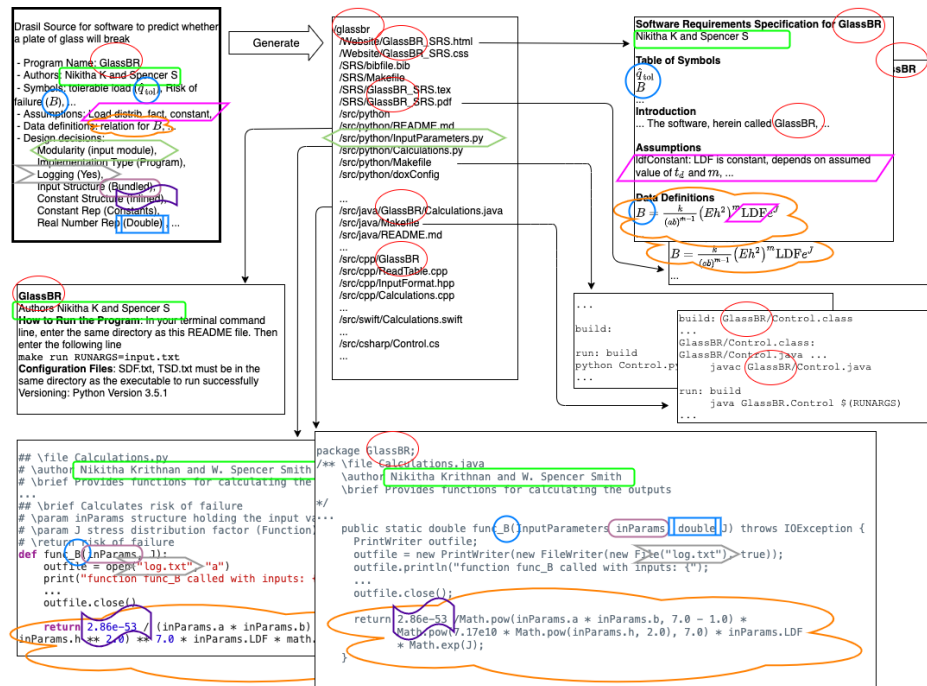 Drasil Source for software to predict whether
a plate of glass will break
- Program Name: GlassBR
- Authors: Nikitha K and Spencer S
- Symbols: tolerable load (q̂_tol), Risk of
failure (B), ...
- Assumptions: Load distrib. fact, constant,
- Data definitions: relation for B, ...
- Design decisions:
Modularity (input module),
Implementation Type (Program),
Logging (Yes),
Input Structure (Bundled),
Constant Structure (Inlined),
Constant Rep (Constants),
Real Number Rep (Double), ...
Generate
/glassbr
/Website/GlassBR_SRS.html
/Website/GlassBR_SRS.css
/SRS/bibfile.bib
/SRS/Makefile
/SRS/GlassBR_SRS.tex
/SRS/GlassBR_SRS.pdf
/src/python
/src/python/README.md
/src/python/InputParameters.py
/src/python/Calculations.py
/src/python/Makefile
/src/python/doxConfig
...
/src/java/GlassBR/Calculations.java
/src/java/Makefile
/src/java/README.md
...
/src/cpp/GlassBR
/src/cpp/ReadTable.cpp
/src/cpp/InputFormat.hpp
/src/cpp/Calculations.cpp
...
/src/swift/Calculations.swift
...
/src/csharp/Control.cs
...
Software Requirements Specification for GlassBR
Nikitha K and Spencer S
Table of Symbols
q̂_tol
B
...
Introduction
... The software, herein called GlassBR, ...
Assumptions
ldfConstant: LDF is constant, depends on assumed
value of t_d and m, ...
Data Definitions
B = k/(ab)^{m−1} (Eh²)^m LDFe^J
ssBR
B = k/(ab)^{m−1} (Eh²)^m LDFe^J
...
GlassBR
Authors Nikitha K and Spencer S
How to Run the Program: In your terminal command
line, enter the same directory as this README file. Then
enter the following line
make run RUNARGS=input.txt
Configuration Files: SDF.txt, TSD.txt must be in the
same directory as the executable to run successfully
Versioning: Python Version 3.5.1
...
build:
run: build
python Control.py
...
build: GlassBR/Control.class
...
GlassBR/Control.class:
GlassBR/Control.java ...
javac GlassBR/Control.java
run: build
java GlassBR.Control $(RUNARGS)
...
## \file Calculations.py
# \author Nikitha Krithnan and W. Spencer Smith
# \brief Provides functions for calculating the
...
## \brief Calculates risk of failure
# \param inParams structure holding the input va
# \param J stress distribution factor (Function)
# \return risk of failure
def func_B(inParams, J):
outfile = open("log.txt", "a")
print("function func_B called with inputs: {
...
outfile.close()
return 2.86e-53 / (inParams.a * inParams.b)
inParams.h ** 2.0) ** 7.0 * inParams.LDF * math.
package GlassBR;
/** \file Calculations.java
\author Nikitha Krithnan and W. Spencer Smith
\brief Provides functions for calculating the outputs
*/
...
public static double func_B(InputParameters inParams, double J) throws IOException {
PrintWriter outfile;
outfile = new PrintWriter(new FileWriter(new File("log.txt"), true));
outfile.println("function func_B called with inputs: {");
...
outfile.close();
return 2.86e-53 /Math.pow(inParams.a * inParams.b, 7.0 - 1.0) *
Math.pow(7.17e10 * Math.pow(inParams.h, 2.0), 7.0) * inParams.LDF
* Math.exp(J);
}